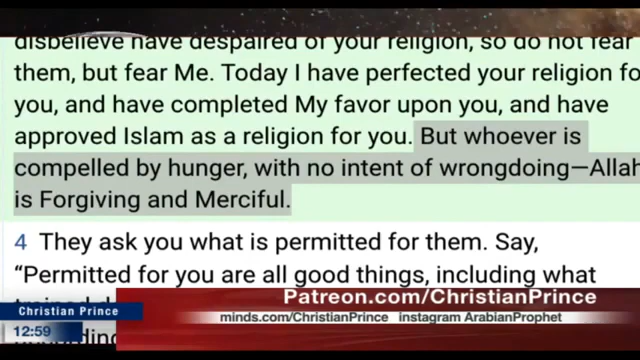 disbelieve have despaired of your religion, so do not fear
them, but fear Me. Today I have perfected your religion fo
you, and have completed My favor upon you, and have
approved Islam as a religion for you. But whoever is
compelled by hunger, with no intent of wrongdoing—Allah
is Forgiving and Merciful.
4 They ask you what is permitted for them. Say,
“Permitted for you are all good things, including what
Patreon.com/ChristianPrince
Christian Prince
minds.com/ChristianPrince instagram ArabianProphet
12:59